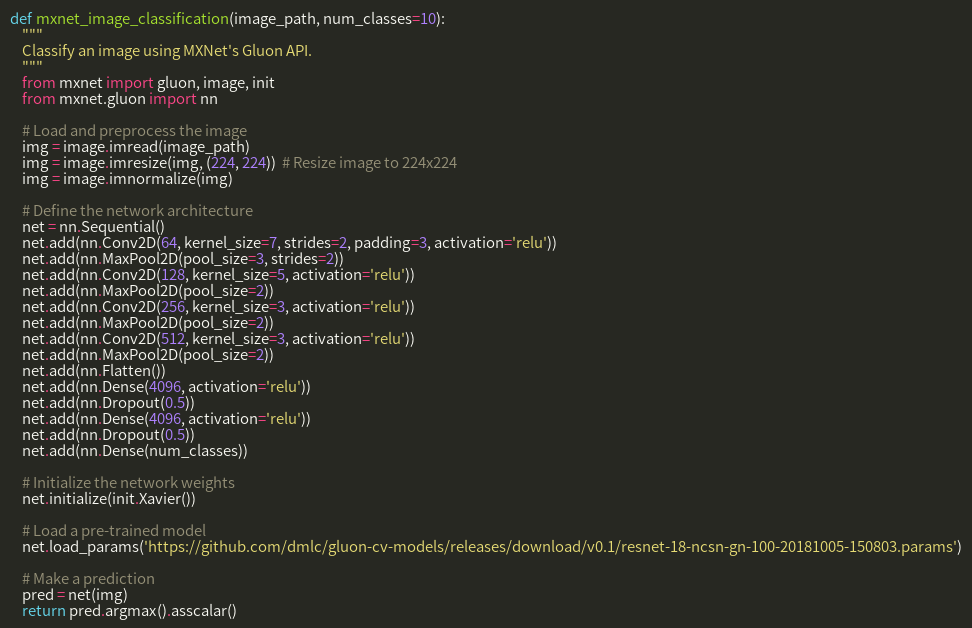 def mxnet_image_classification(image_path, num_classes=10):
    """
    Classify an image using MXNet's Gluon API.
    """
    from mxnet import gluon, image, init
    from mxnet.gluon import nn

    # Load and preprocess the image
    img = image.imread(image_path)
    img = image.imresize(img, (224, 224))  # Resize image to 224x224
    img = image.imnormalize(img)

    # Define the network architecture
    net = nn.Sequential()
    net.add(nn.Conv2D(64, kernel_size=7, strides=2, padding=3, activation='relu'))
    net.add(nn.MaxPool2D(pool_size=3, strides=2))
    net.add(nn.Conv2D(128, kernel_size=5, activation='relu'))
    net.add(nn.MaxPool2D(pool_size=2))
    net.add(nn.Conv2D(256, kernel_size=3, activation='relu'))
    net.add(nn.MaxPool2D(pool_size=2))
    net.add(nn.Conv2D(512, kernel_size=3, activation='relu'))
    net.add(nn.MaxPool2D(pool_size=2))
    net.add(nn.Flatten())
    net.add(nn.Dense(4096, activation='relu'))
    net.add(nn.Dropout(0.5))
    net.add(nn.Dense(4096, activation='relu'))
    net.add(nn.Dropout(0.5))
    net.add(nn.Dense(num_classes))

    # Initialize the network weights
    net.initialize(init.Xavier())

    # Load a pre-trained model
    net.load_params('https://github.com/dmlc/gluon-cv-models/releases/download/v0.1/resnet-18-ncsn-gn-100-20181005-150803.params')

    # Make a prediction
    pred = net(img)
    return pred.argmax().asscalar()